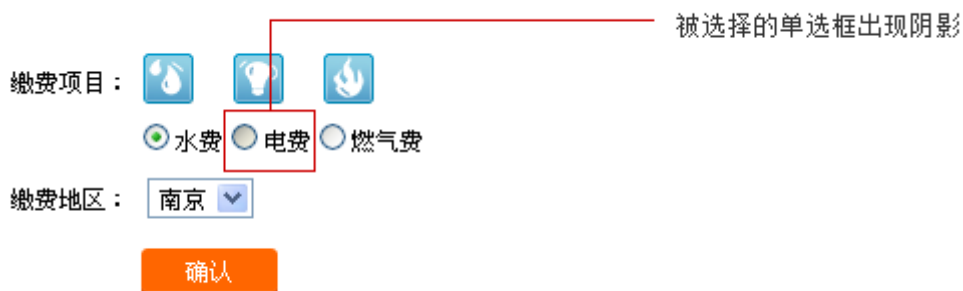 被选择的单选框出现阴影
缴费项目：
水费 电费 燃气费
缴费地区： 南京
确认